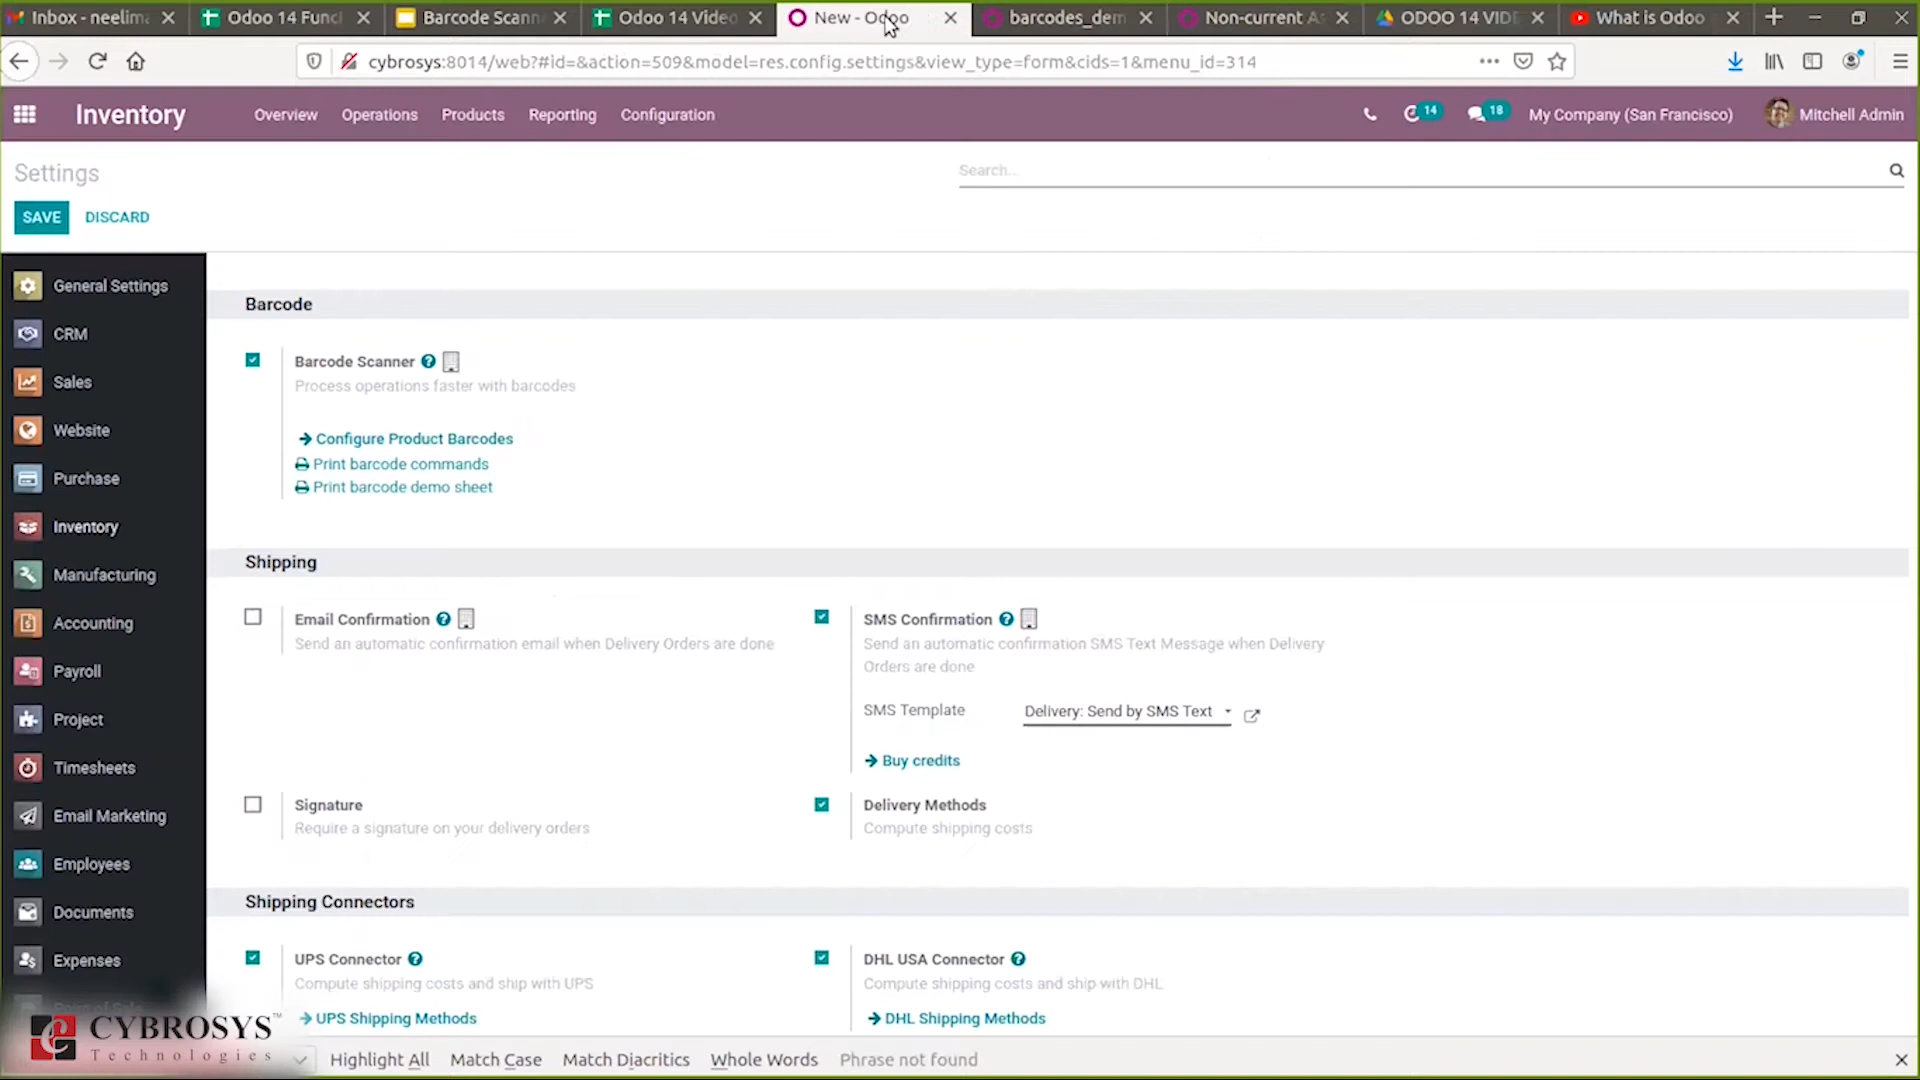 Inbox - neelima
Odoo 14 Func
Barcode Scann
Odoo 14 Video
New - Odoo
barcodes_dem
Non-current As
ODOO 14 VIDE
What is Odoo
cybrosys:8014/web?#id=&action=509&model=res.config.settings&view_type=form&cids=1&menu_id=314
Inventory Overview Operations Products Reporting Configuration 14 18 My Company (San Francisco) Mitchell Admin
Settings
Search...
SAVE DISCARD
General Settings
CRM
Sales
Website
Purchase
Inventory
Manufacturing
Accounting
Payroll
Project
Timesheets
Email Marketing
Employees
Documents
Expenses
Point of Sale
Barcode
Barcode Scanner
Process operations faster with barcodes
Configure Product Barcodes
Print barcode commands
Print barcode demo sheet
Shipping
Email Confirmation
Send an automatic confirmation email when Delivery Orders are done
SMS Confirmation
Send an automatic confirmation SMS Text Message when Delivery
Orders are done
SMS Template Delivery: Send by SMS Text
Buy credits
Signature
Require a signature on your delivery orders
Delivery Methods
Compute shipping costs
Shipping Connectors
UPS Connector
Compute shipping costs and ship with UPS
UPS Shipping Methods
DHL USA Connector
Compute shipping costs and ship with DHL
DHL Shipping Methods
CYBROSYS™
Technologies
Highlight All Match Case Match Diacritics Whole Words Phrase not found